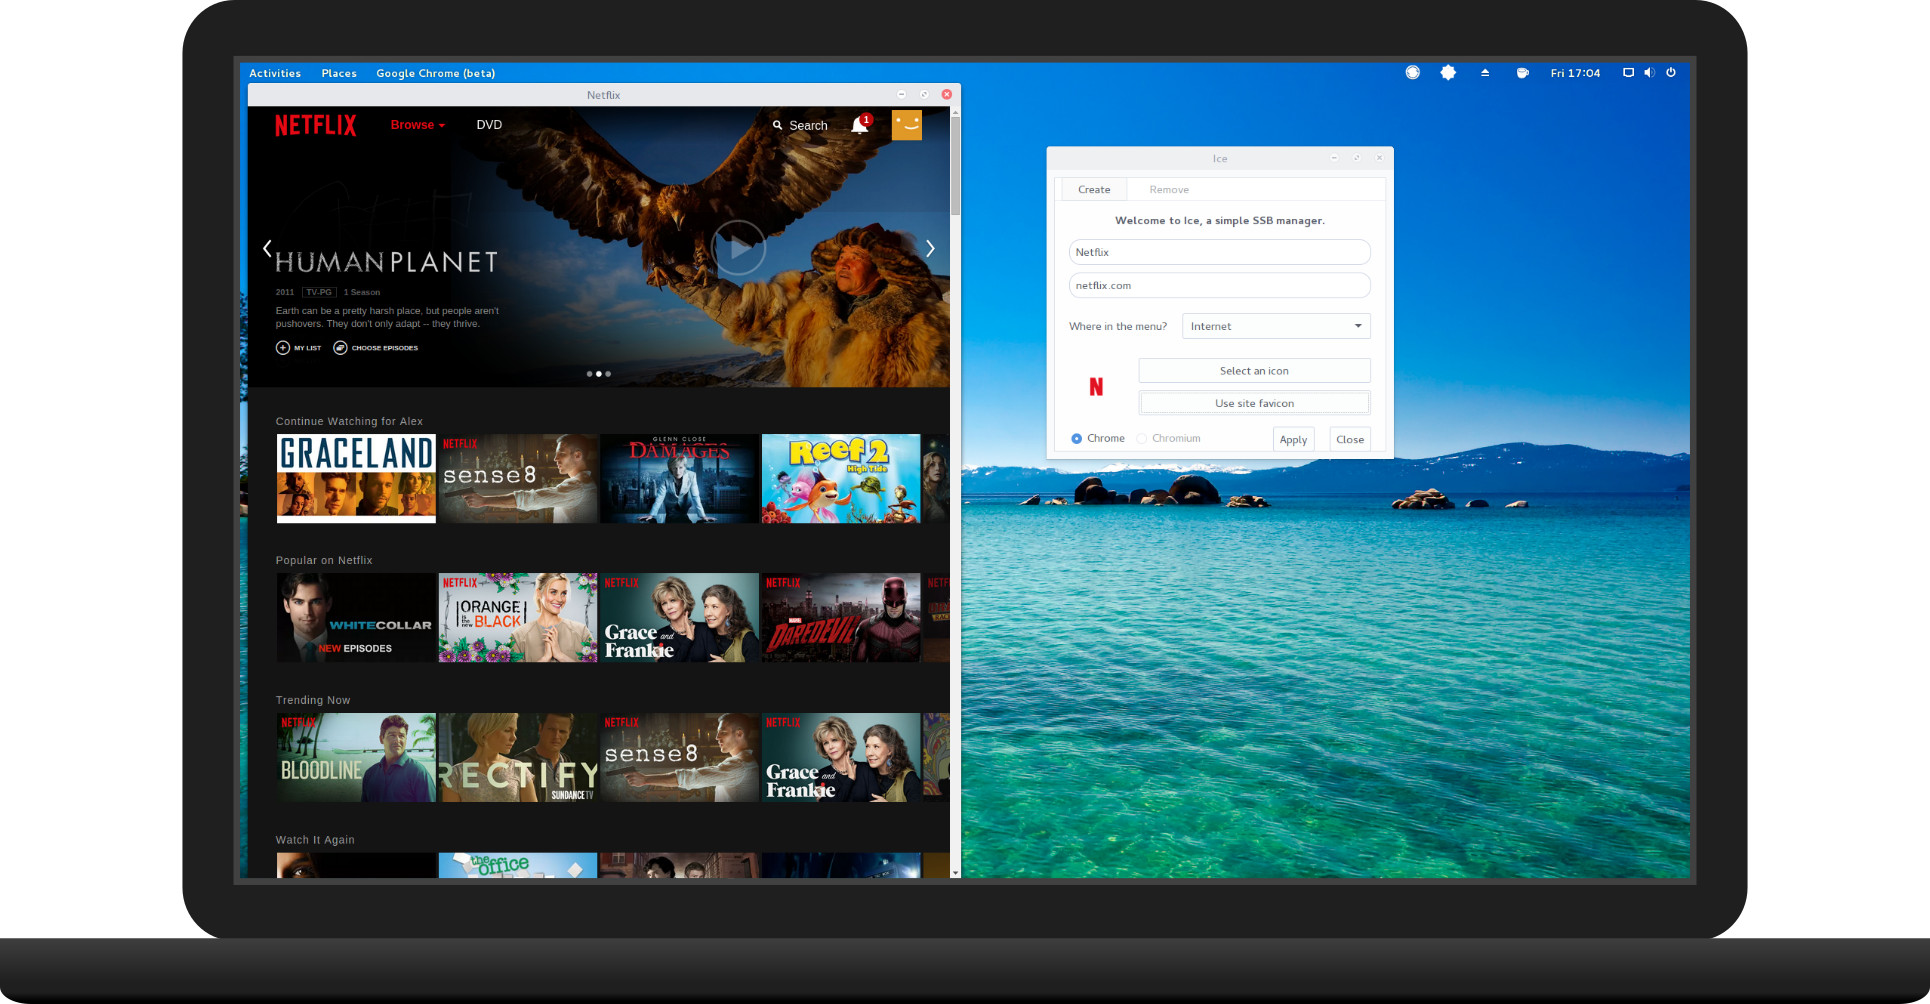 Activities Places Google Chrome (beta) Fri 17:04
Netflix
NETFLIX Browse DVD Search 1
HUMAN PLANET
2011 TV-PG 1 Season
Earth can be a pretty harsh place, but people aren't
pushovers. They don't only adapt -- they thrive.
MY LIST CHOOSE EPISODES
Continue Watching for Alex
GRACELAND
NETFLIX
sense8
GLENN CLOSE
DAMAGES
Reef 2
High Tide
Popular on Netflix
WHITE COLLAR
NEW EPISODES
NETFLIX
ORANGE
is the new
BLACK
NETFLIX
Grace and
Frankie
NETFLIX
MARVEL
DAREDEVIL
NETF
Trending Now
NETFLIX
BLOODLINE
RECTIFY
SUNDANCETV
NETFLIX
sense8
NETFLIX
Grace and
Frankie
Watch It Again
the office
Ice
Create Remove
Welcome to Ice, a simple SSB manager.
Netflix
netflix.com
Where in the menu? Internet
Select an icon
N
Use site favicon
Chrome Chromium Apply Close